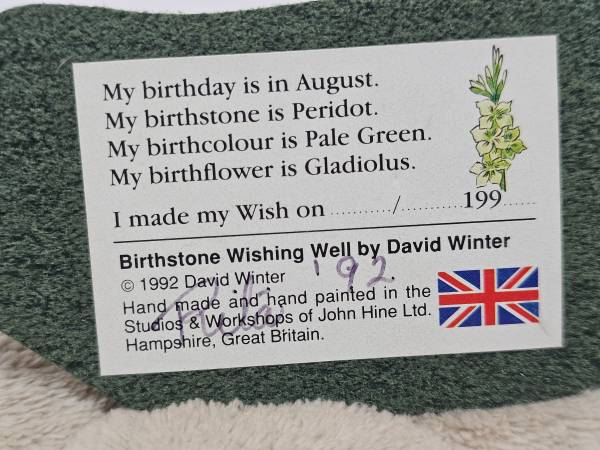 My birthday is in August.
My birthstone is Peridot.
My birthcolour is Pale Green.
My birthflower is Gladiolus.
I made my Wish on .........../...........199......
Birthstone Wishing Well by David Winter
© 1992 David Winter
'92
Hand made and hand painted in the
Studios & Workshops of John Hine Ltd.
Hampshire, Great Britain.